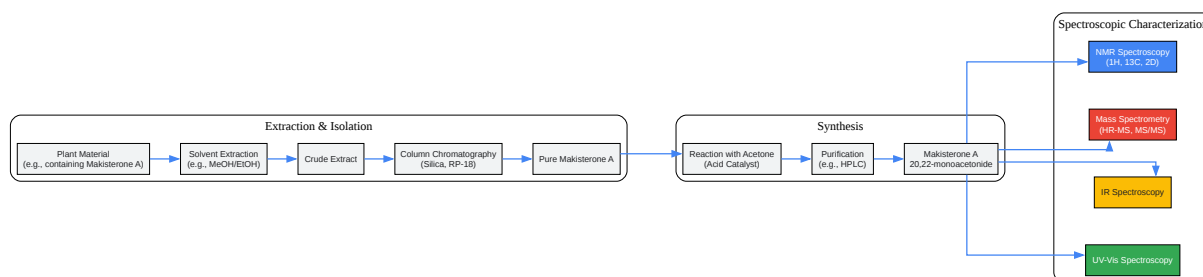 Spectroscopic Characterization
NMR Spectroscopy
(1H, 13C, 2D)
Extraction & Isolation
Synthesis
Mass Spectrometry
(HR-MS, MS/MS)
Plant Material
(e.g., containing Makisterone A)
Solvent Extraction
(e.g., MeOH/EtOH)
Crude Extract
Column Chromatography
(Silica, RP-18)
Pure Makisterone A
Reaction with Acetone
(Acid Catalyst)
Purification
(e.g., HPLC)
Makisterone A
20,22-monoacetonide
IR Spectroscopy
UV-Vis Spectroscopy